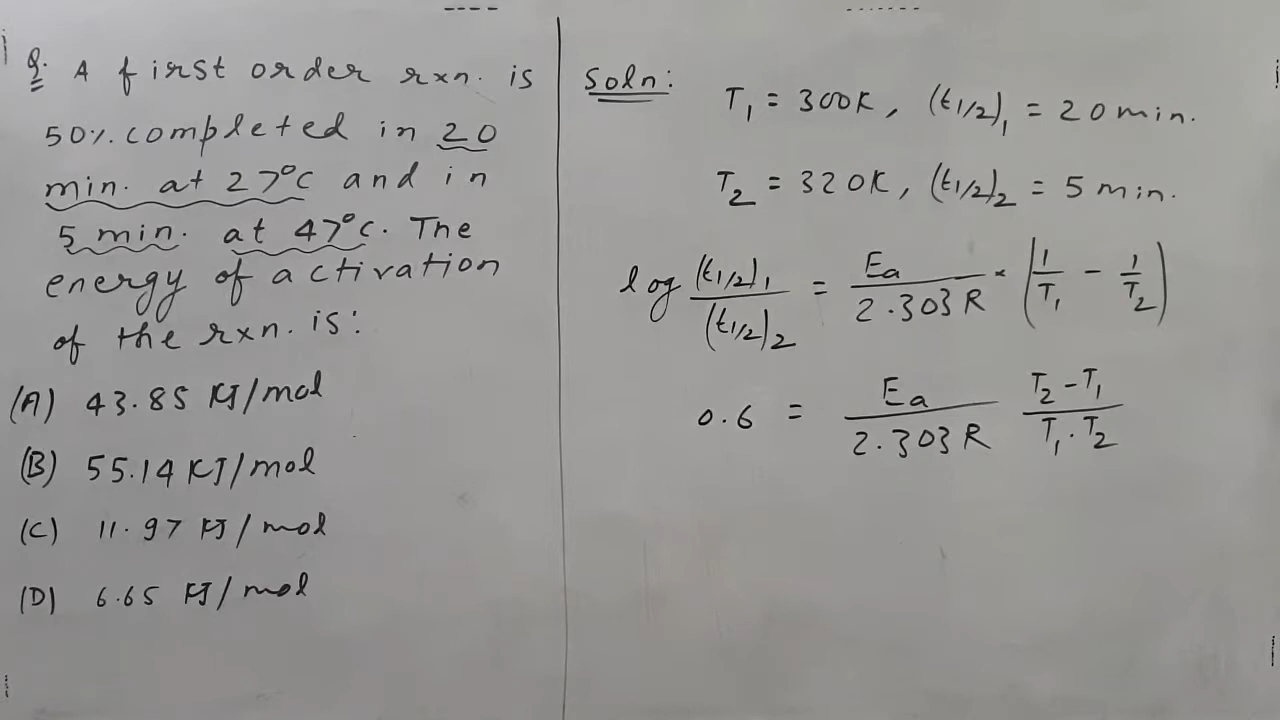 Q. A first order rxn. is
50% completed in 20
min. at 27°C and in
5 min. at 47°C. The
energy of activation
of the rxn. is:
(A) 43.85 KJ/mol
(B) 55.14 KJ/mol
(C) 11.97 KJ/mol
(D) 6.65 KJ/mol
Soln:
T₁ = 300K, (t1/2)₁ = 20 min.
T₂ = 320K, (t1/2)₂ = 5 min.
log (t1/2)₁/(t1/2)₂ = Ea/2.303 R × (1/T₁ - 1/T₂)
0.6 = Ea/2.303 R T₂-T₁/T₁.T₂